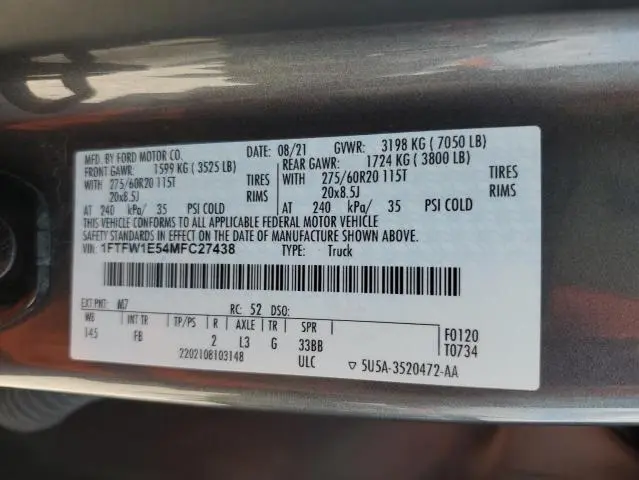 MFD. BY FORD MOTOR CO. DATE: 08/21 GVWR: 3198 KG ( 7050 LB)
FRONT GAWR: 1599 KG ( 3525 LB) REAR GAWR: 1724 KG ( 3800 LB)
WITH 275/60R20 115T TIRES WITH 275/60R20 115T TIRES
20x8.5J RIMS 20x8.5J RIMS
AT 240 kPa/ 35 PSI COLD AT 240 kPa/ 35 PSI COLD
THIS VEHICLE CONFORMS TO ALL APPLICABLE FEDERAL MOTOR VEHICLE
SAFETY STANDARDS IN EFFECT ON THE DATE OF MANUFACTURE SHOWN ABOVE.
VIN: 1FTFW1E54MFC27438 TYPE: Truck
EXT PNT: M7 RC: 52 DSO:
WB INT TR TP/PS R AXLE TR SPR
145 FB 2 L3 G 33BB
F0120
T0734
2202108103148 ULC ▽ 5U5A-3520472-AA